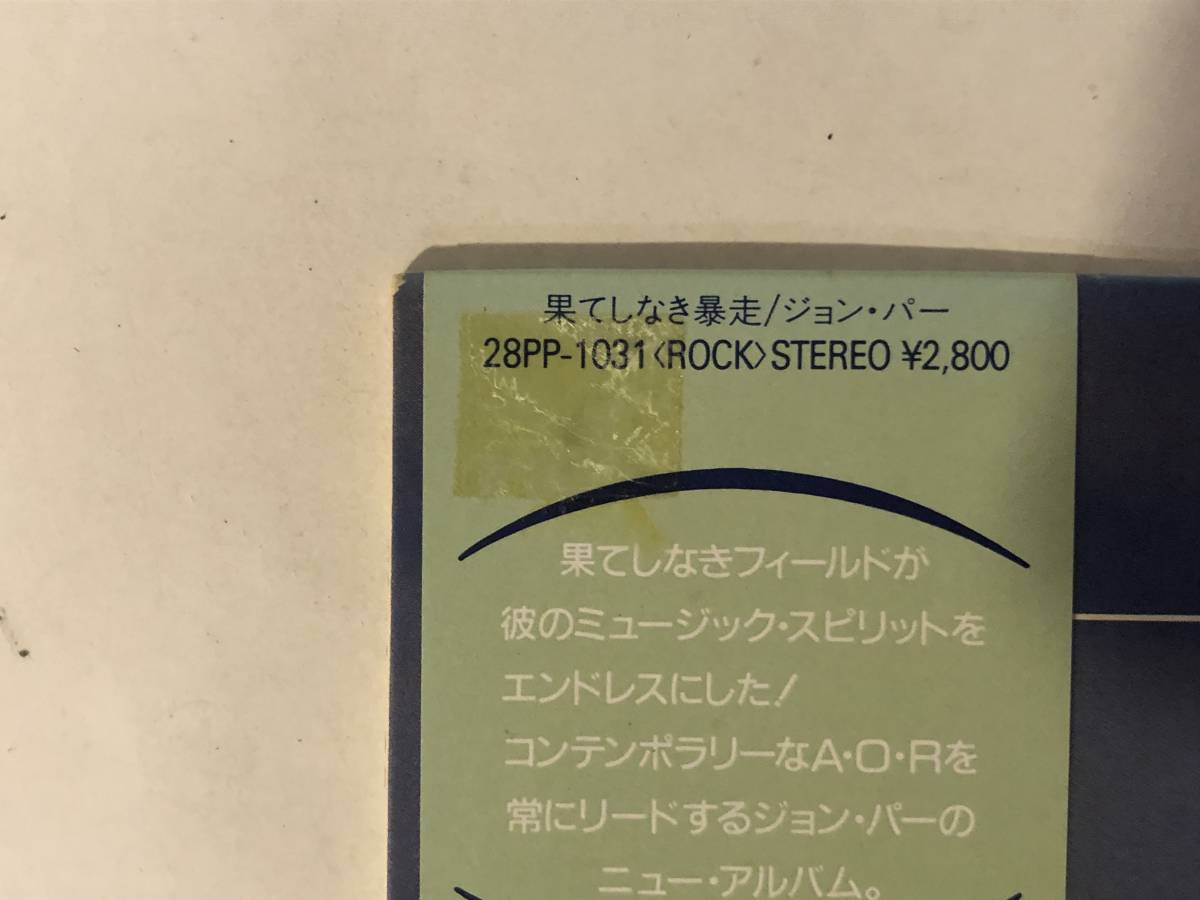 果てしなき暴走/ジョン・パー
28PP-1031〈ROCK〉STEREO ¥2,800
果てしなきフィールドが
彼のミュージック・スピリットを
エンドレスにした!
コンテンポラリーなA・O・Rを
常にリードするジョン・パーの
ニュー・アルバム。